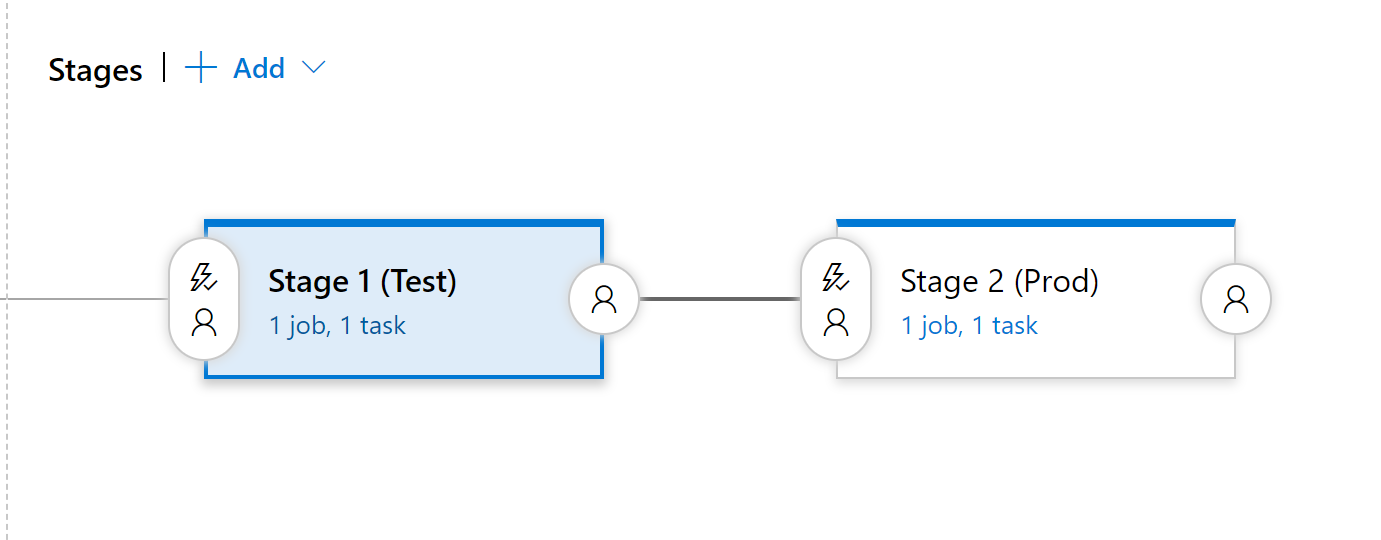 Stages | + Add
Stage 1 (Test)
1 job, 1 task
Stage 2 (Prod)
1 job, 1 task